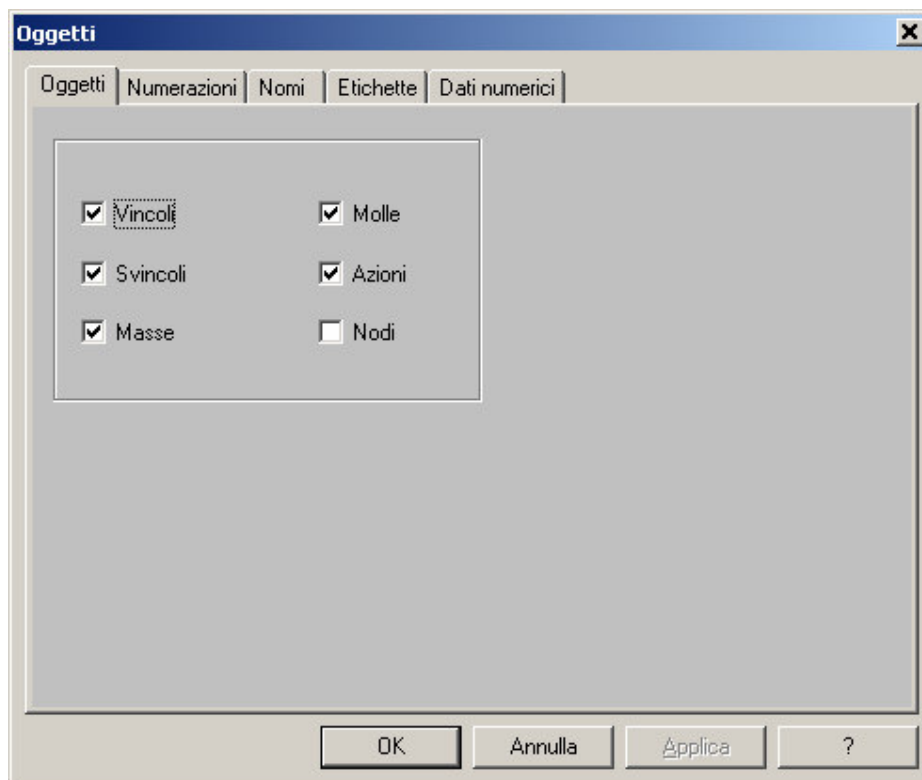 Oggetti
Oggetti Numerazioni Nomi Etichette Dati numerici
Vincoli Molle
Svincoli Azioni
Masse Nodi
OK Annulla Applica ?